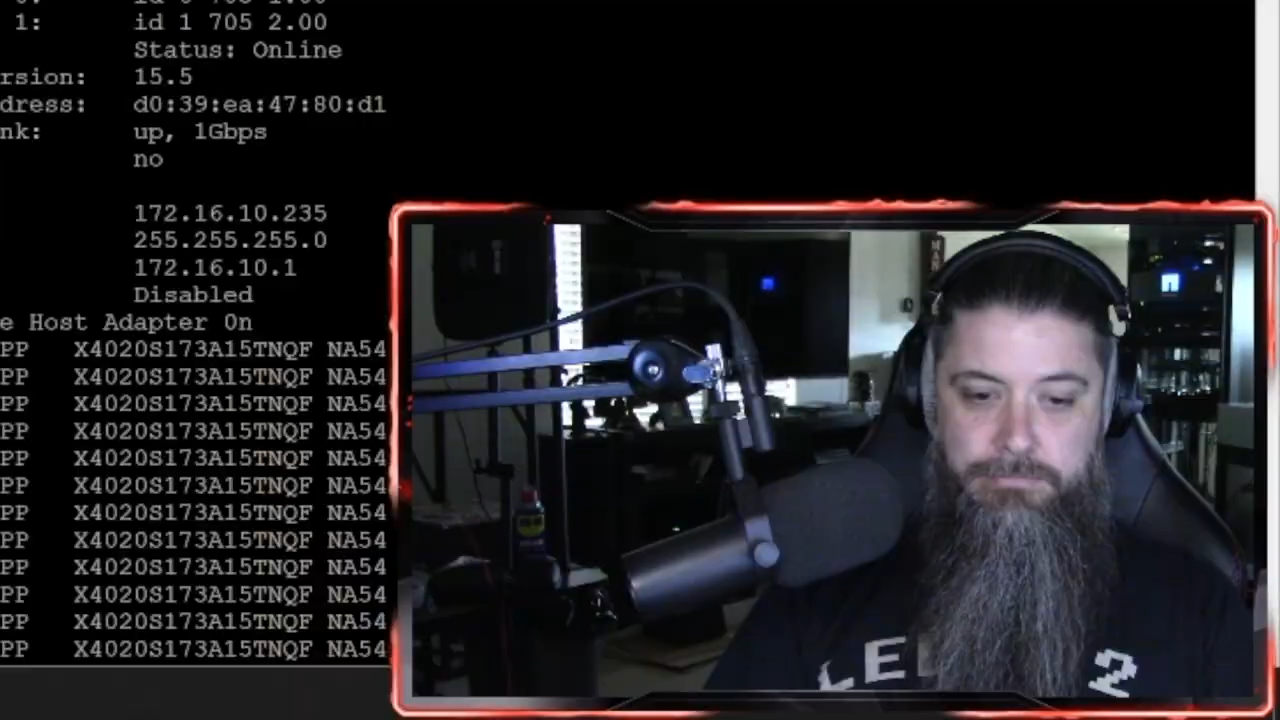 1: id 1 705 2.00
Status: Online
rsion: 15.5
dress: d0:39:ea:47:80:d1
nk: up, 1Gbps
no
172.16.10.235
255.255.255.0
172.16.10.1
Disabled
e Host Adapter 0n
PP X4020S173A15TNQF NA54
PP X4020S173A15TNQF NA54
PP X4020S173A15TNQF NA54
PP X4020S173A15TNQF NA54
PP X4020S173A15TNQF NA54
PP X4020S173A15TNQF NA54
PP X4020S173A15TNQF NA54
PP X4020S173A15TNQF NA54
PP X4020S173A15TNQF NA54
PP X4020S173A15TNQF NA54
PP X4020S173A15TNQF NA54
PP X4020S173A15TNQF NA54
LE 2